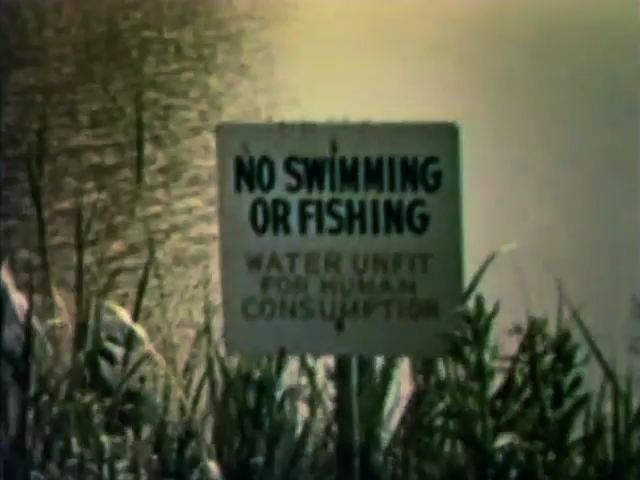 NO SWIMMING
OR FISHING
WATER UNFIT
FOR HUMAN
CONSUMPTION